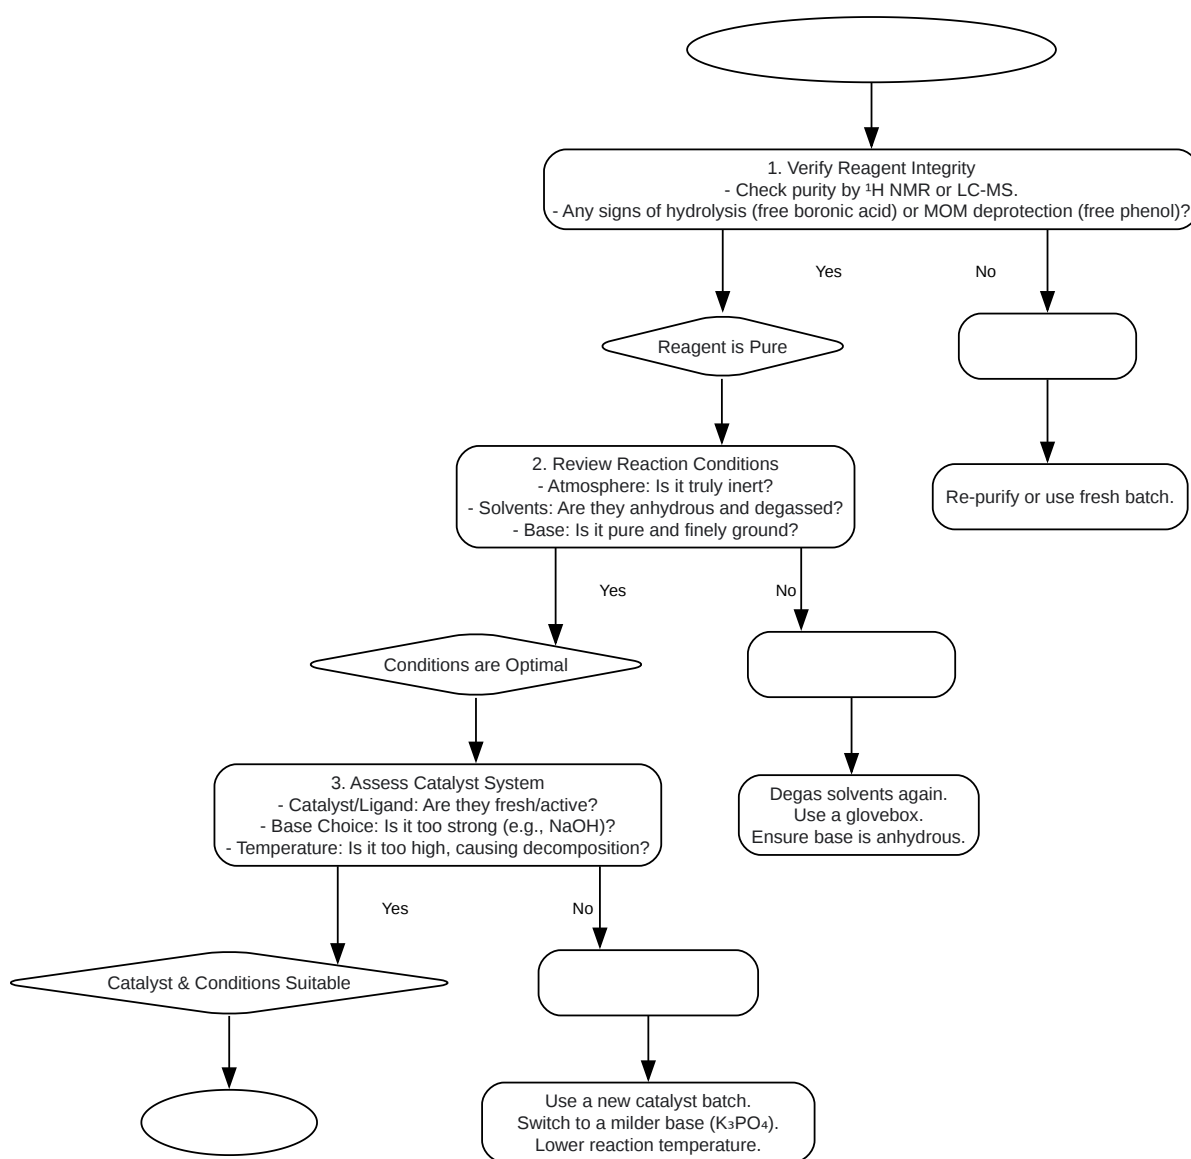 1. Verify Reagent Integrity
- Check purity by ¹H NMR or LC-MS.
- Any signs of hydrolysis (free boronic acid) or MOM deprotection (free phenol)?
Yes
No
Reagent is Pure
2. Review Reaction Conditions
- Atmosphere: Is it truly inert?
- Solvents: Are they anhydrous and degassed?
- Base: Is it pure and finely ground?
Re-purify or use fresh batch.
Yes
No
Conditions are Optimal
3. Assess Catalyst System
- Catalyst/Ligand: Are they fresh/active?
- Base Choice: Is it too strong (e.g., NaOH)?
- Temperature: Is it too high, causing decomposition?
Degas solvents again.
Use a glovebox.
Ensure base is anhydrous.
Yes
No
Catalyst & Conditions Suitable
Use a new catalyst batch.
Switch to a milder base (K₃PO₄).
Lower reaction temperature.